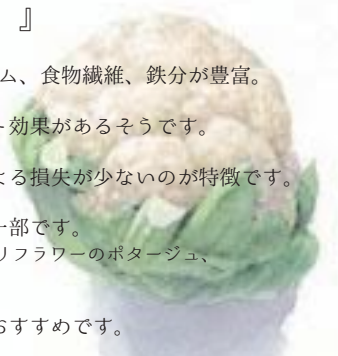 』
ム、食物繊維、鉄分が豊富。
効果があるそうです。
よる損失が少ないのが特徴です。
一部です。
リフラワーのポタージュ、
おすすめです。